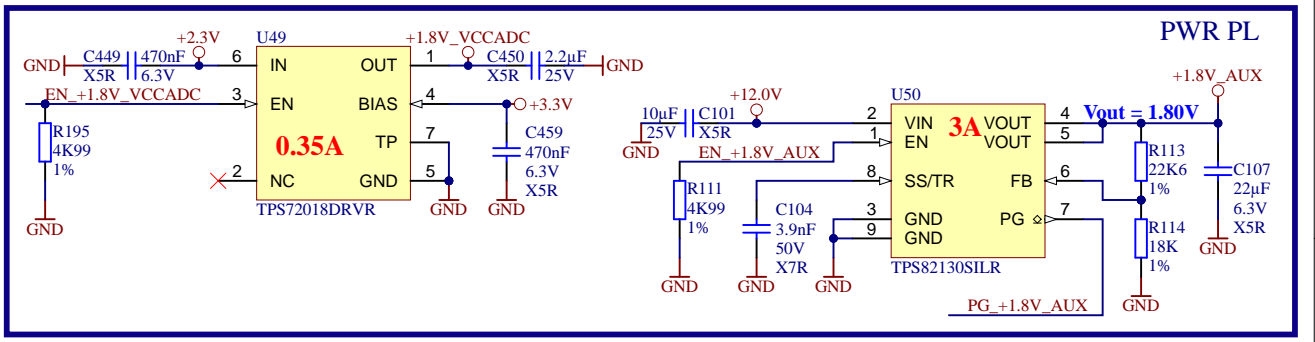 PWR PL
U49
+2.3V
+1.8V_VCCADC
C449 470nF
GND
X5R 6.3V
6 IN
OUT 1
C450 2.2µF
X5R 25V
GND
EN_+1.8V_VCCADC
3 EN
BIAS 4
+3.3V
R195
4K99
1%
0.35A
TP 7
C459
470nF
6.3V
X5R
2 NC
GND 5
TPS72018DRVR
GND
GND
GND
+1.8V_AUX
U50
+12.0V
10µF C101
25V X5R
GND
2 VIN
3A
VOUT 4
Vout = 1.80V
1 EN
VOUT 5
EN_+1.8V_AUX
R113
22K6
1%
C107
22µF
6.3V
X5R
8 SS/TR
FB 6
R111
4K99
1%
C104
3.9nF
50V
X7R
3 GND
9 GND
PG 7
R114
18K
1%
GND
TPS82130SILR
GND
GND
GND
GND
PG_+1.8V_AUX